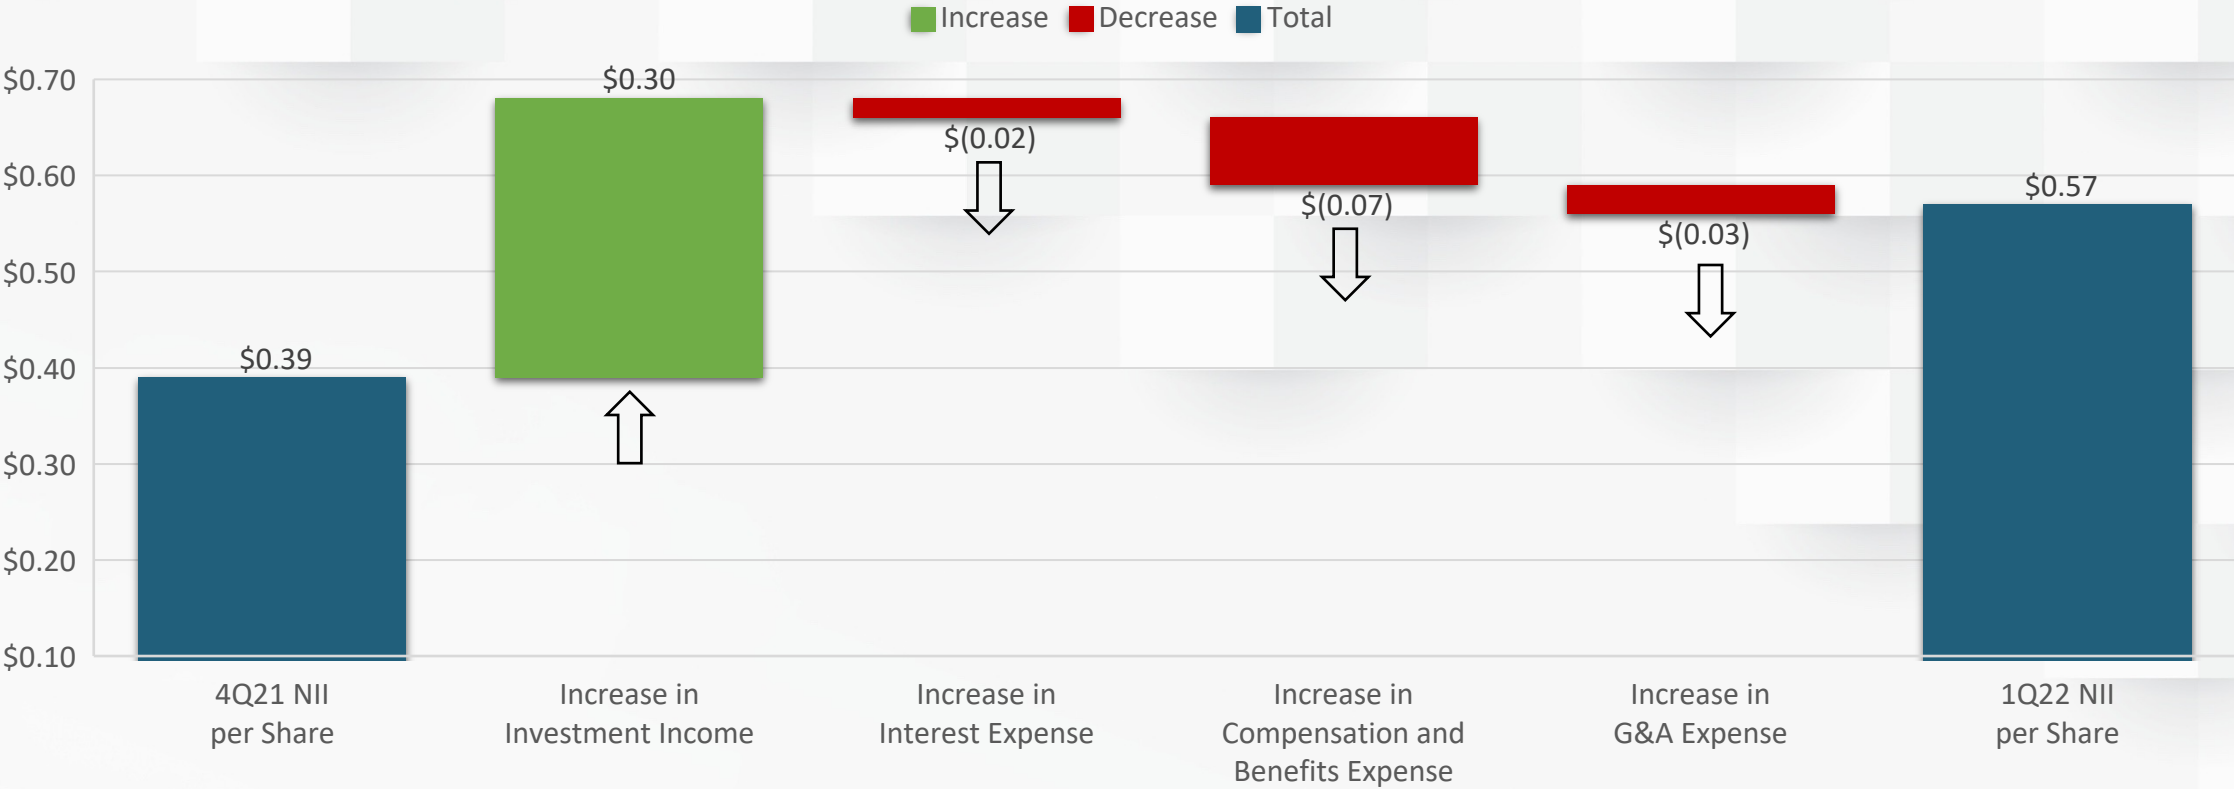 Increase Decrease Total
$0.70
$0.60
$0.50
$0.40
$0.30
$0.20
$0.10
$0.39
$0.30
$(0.02)
$(0.07)
$(0.03)
$0.57
4Q21 NII
per Share
Increase in
Investment Income
Increase in
Interest Expense
Increase in
Compensation and
Benefits Expense
Increase in
G&A Expense
1Q22 NII
per Share